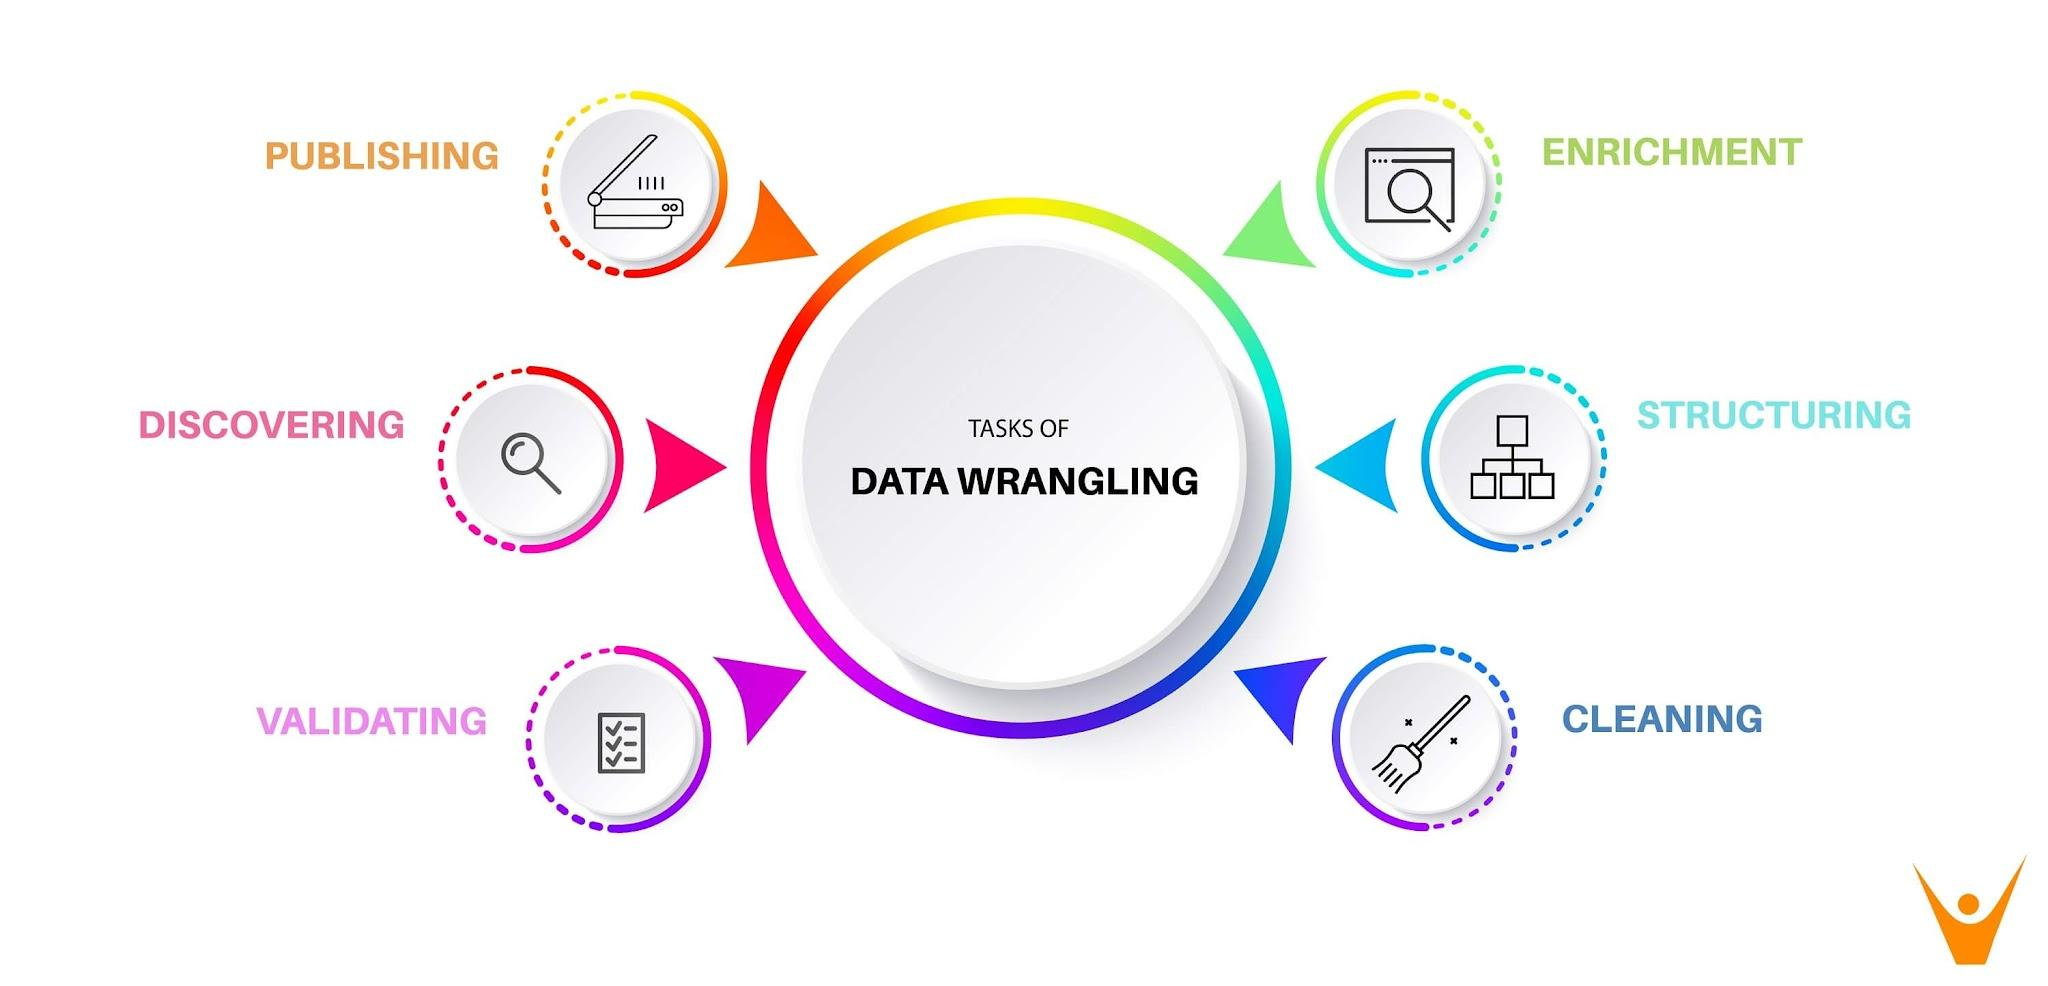 PUBLISHING
ENRICHMENT
DISCOVERING
TASKS OF
DATA WRANGLING
STRUCTURING
VALIDATING
CLEANING